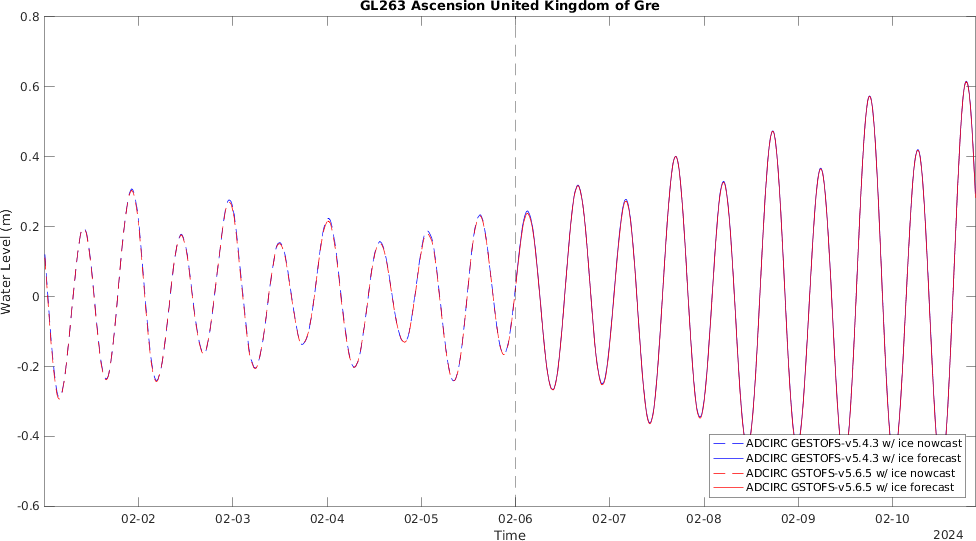 GL263 Ascension United Kingdom of Gre
0.8
0.6
0.4
0.2
0
-0.2
-0.4
-0.6
Water Level (m)
ADCIRC GESTOFS-v5.4.3 w/ ice nowcast
ADCIRC GESTOFS-v5.4.3 w/ ice forecast
ADCIRC GSTOFS-v5.6.5 w/ ice nowcast
ADCIRC GSTOFS-v5.6.5 w/ ice forecast
02-02 02-03 02-04 02-05 02-06 02-07 02-08 02-09 02-10
Time
2024